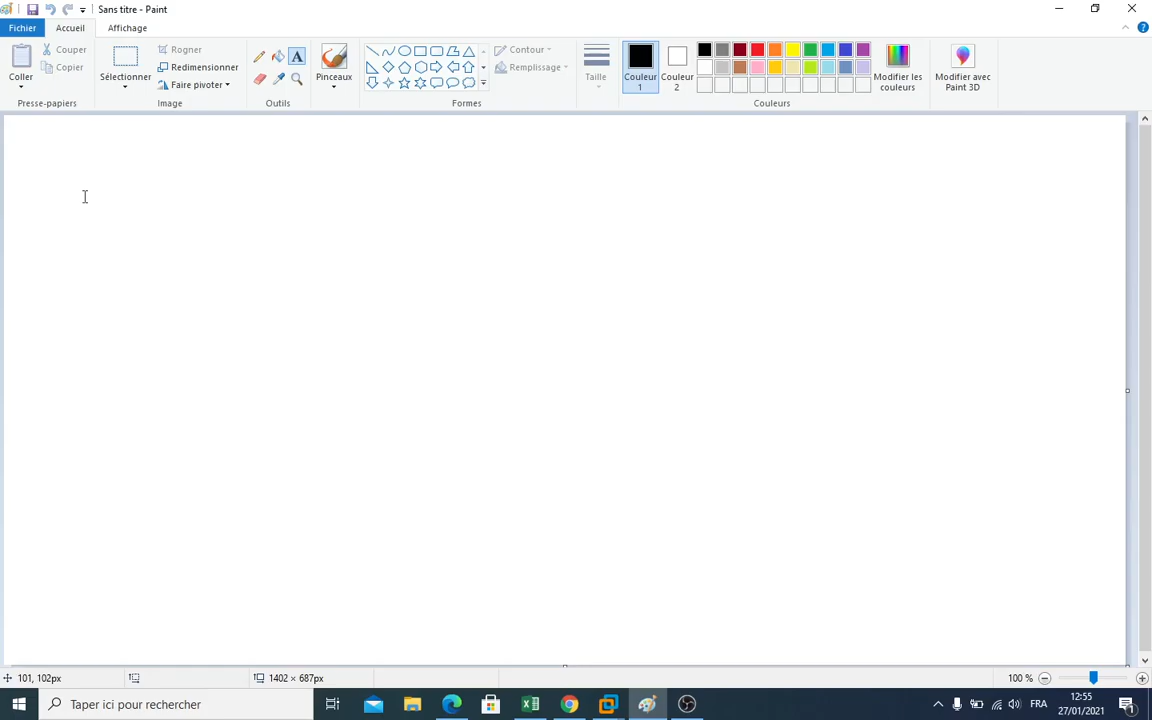 Sans titre - Paint
Fichier
Accueil
Affichage
Coller
Couper
Copier
Presse-papiers
Sélectionner
Rogner
Redimensionner
Faire pivoter
Image
A
Outils
Pinceaux
Contour
Remplissage
Formes
Taille
Couleur
1
Couleur
2
Modifier les
couleurs
Couleurs
Modifier avec
Paint 3D
101, 102px
1402 × 687px
100 %
Taper ici pour rechercher
FRA
12:55
27/01/2021
1